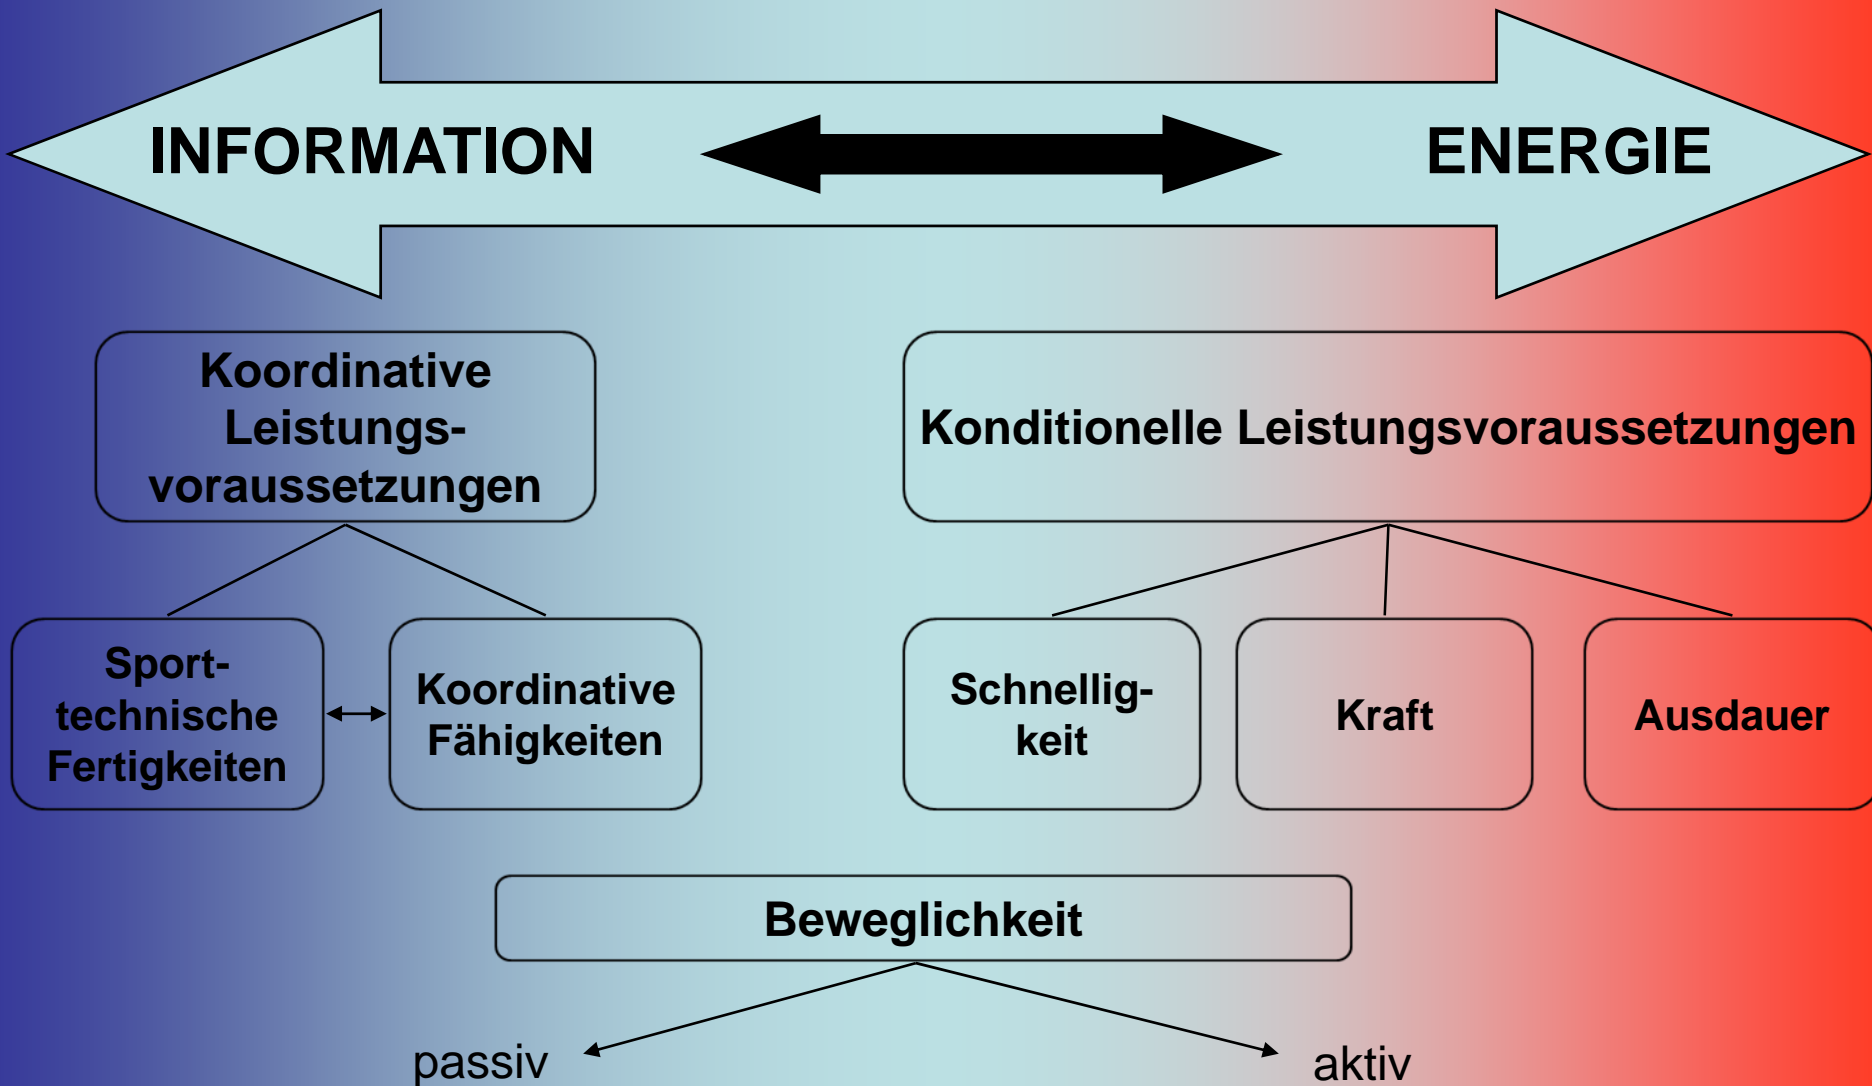 INFORMATION
ENERGIE
Koordinative
Leistungs-
voraussetzungen
Konditionelle Leistungsvoraussetzungen
Sport-
technische
Fertigkeiten
Koordinative
Fähigkeiten
Schnellig-
keit
Kraft
Ausdauer
Beweglichkeit
passiv
aktiv